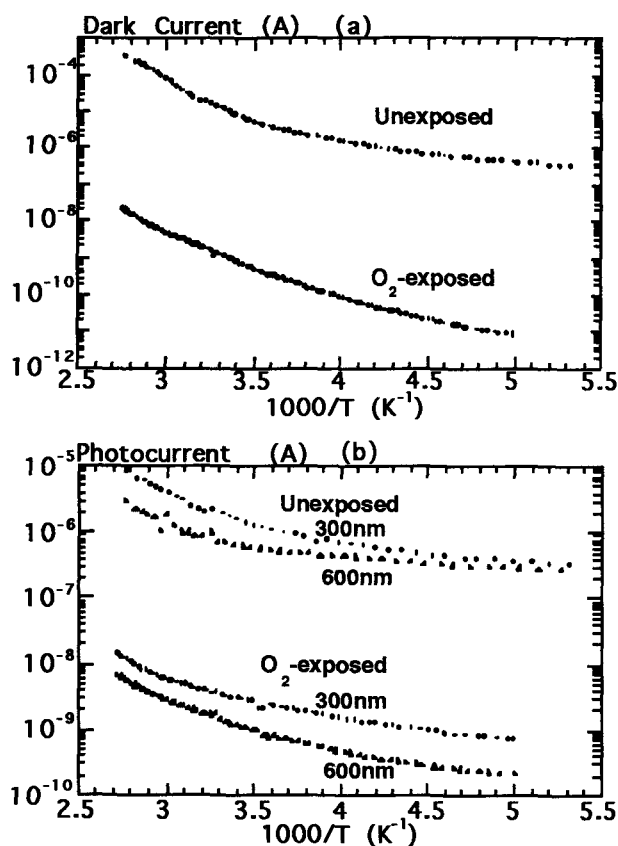 Dark Current (A) (a)
10⁻⁴
Unexposed
10⁻⁶
10⁻⁸
O₂-exposed
10⁻¹⁰
10⁻¹²
2.5 3 3.5 4 4.5 5 5.5
1000/T (K⁻¹)
Photocurrent (A) (b)
10⁻⁵
Unexposed
300nm
10⁻⁶
600nm
10⁻⁷
10⁻⁸
O₂-exposed
300nm
10⁻⁹
600nm
10⁻¹⁰
2.5 3 3.5 4 4.5 5 5.5
1000/T (K⁻¹)